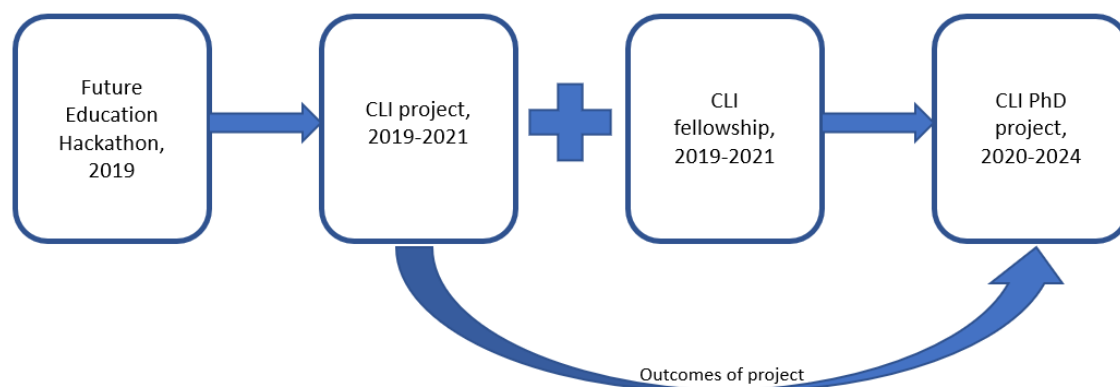 Future
Education
Hackathon,
2019
CLI project,
2019-2021
CLI
fellowship,
2019-2021
CLI PhD
project,
2020-2024
Outcomes of project